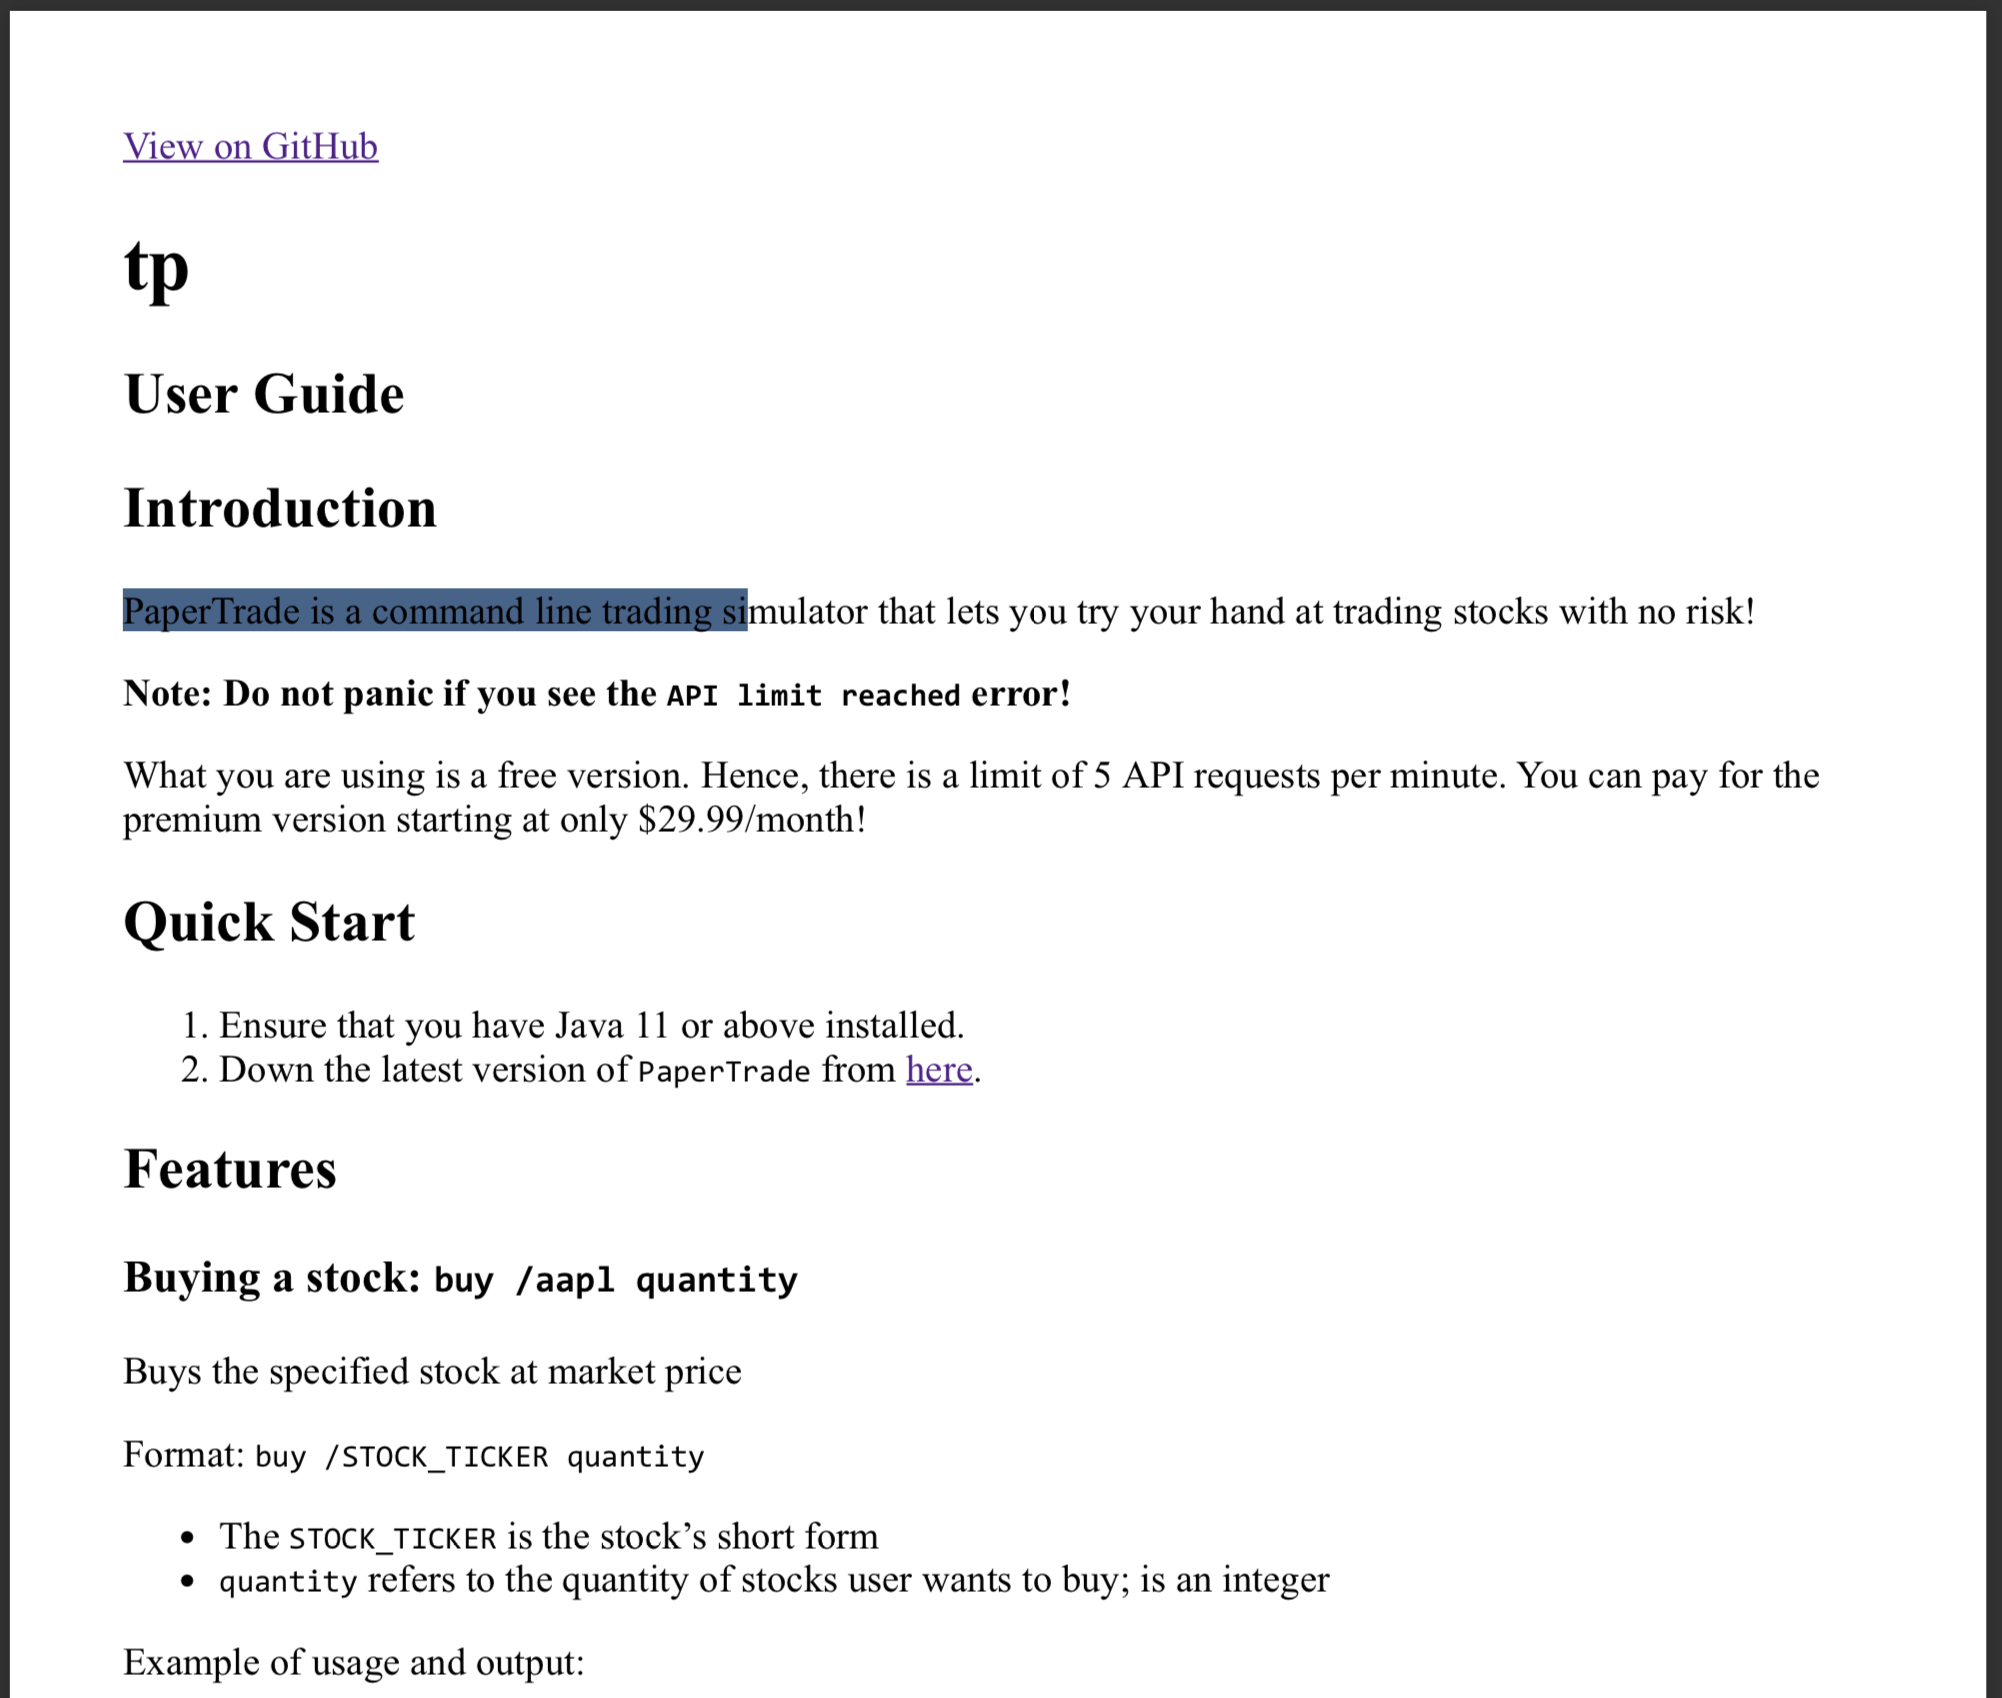 View on GitHub
tp
User Guide
Introduction
PaperTrade is a command line trading simulator that lets you try your hand at trading stocks with no risk!
Note: Do not panic if you see the API limit reached error!
What you are using is a free version. Hence, there is a limit of 5 API requests per minute. You can pay for the
premium version starting at only $29.99/month!
Quick Start
1. Ensure that you have Java 11 or above installed.
2. Down the latest version of PaperTrade from here.
Features
Buying a stock: buy /aapl quantity
Buys the specified stock at market price
Format: buy /STOCK_TICKER quantity
• The STOCK_TICKER is the stock’s short form
• quantity refers to the quantity of stocks user wants to buy; is an integer
Example of usage and output: